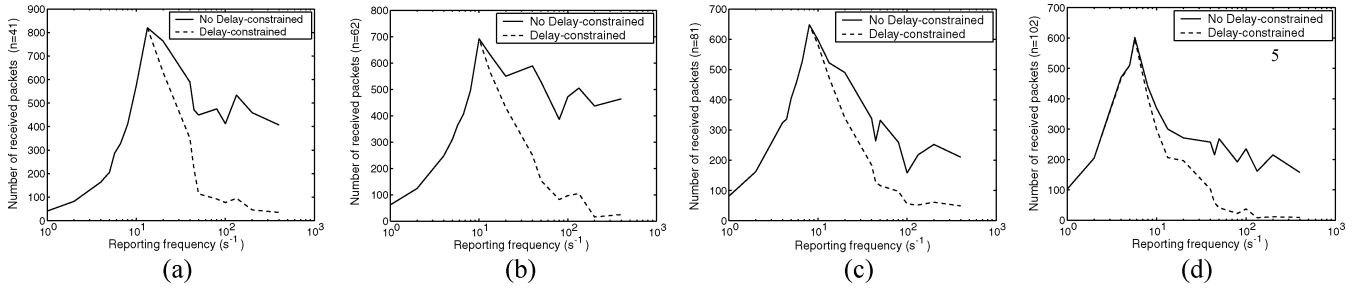 900
800
700
600
500
400
300
200
100
0
Number of received packets (n=41)
No Delay-constrained
Delay-constrained
10^0 10^1 10^2 10^3
Reporting frequency (s^-1)
(a)
800
700
600
500
400
300
200
100
0
Number of received packets (n=62)
No Delay-constrained
Delay-constrained
10^0 10^1 10^2 10^3
Reporting frequency (s^-1)
(b)
700
600
500
400
300
200
100
0
Number of received packets (n=81)
No Delay-constrained
Delay-constrained
10^0 10^1 10^2 10^3
Reporting frequency (s^-1)
(c)
700
600
500
400
300
200
100
0
Number of received packets (n=102)
No Delay-constrained
Delay-constrained
5
10^0 10^1 10^2 10^3
Reporting frequency (s^-1)
(d)